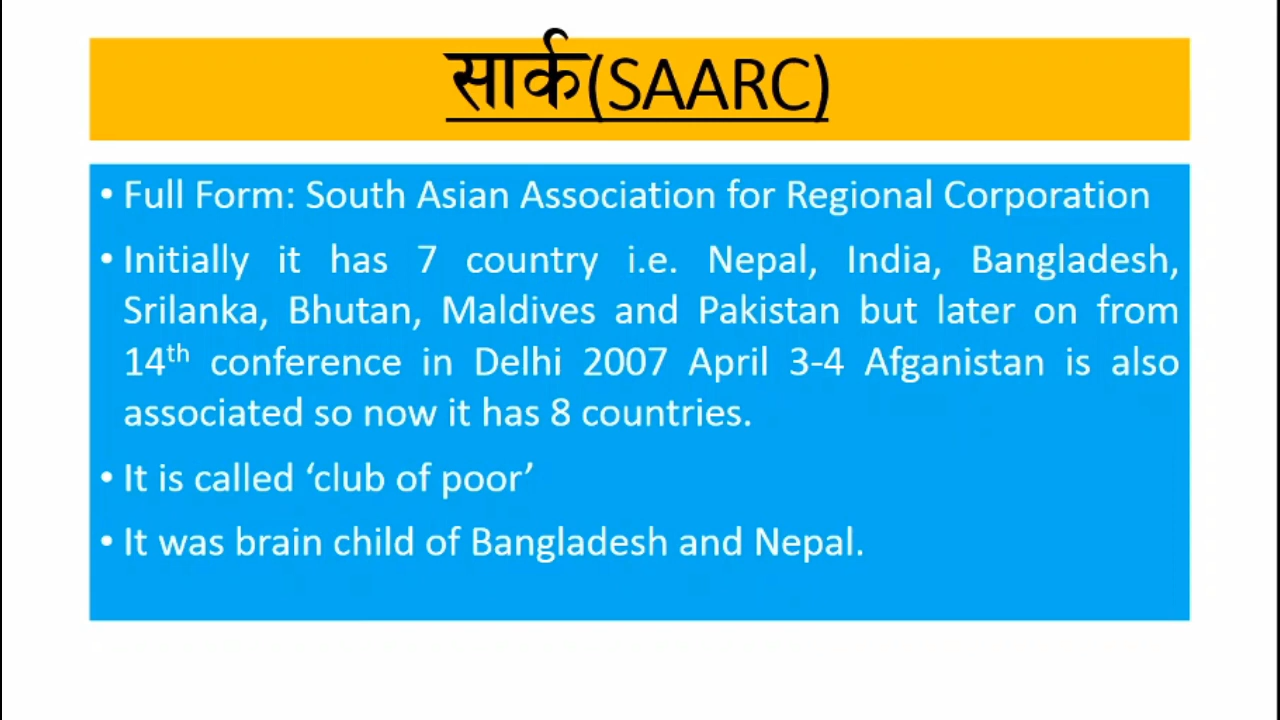 सार्क(SAARC)
• Full Form: South Asian Association for Regional Corporation
• Initially it has 7 country i.e. Nepal, India, Bangladesh,
Srilanka, Bhutan, Maldives and Pakistan but later on from
14th conference in Delhi 2007 April 3-4 Afganistan is also
associated so now it has 8 countries.
• It is called ‘club of poor’
• It was brain child of Bangladesh and Nepal.